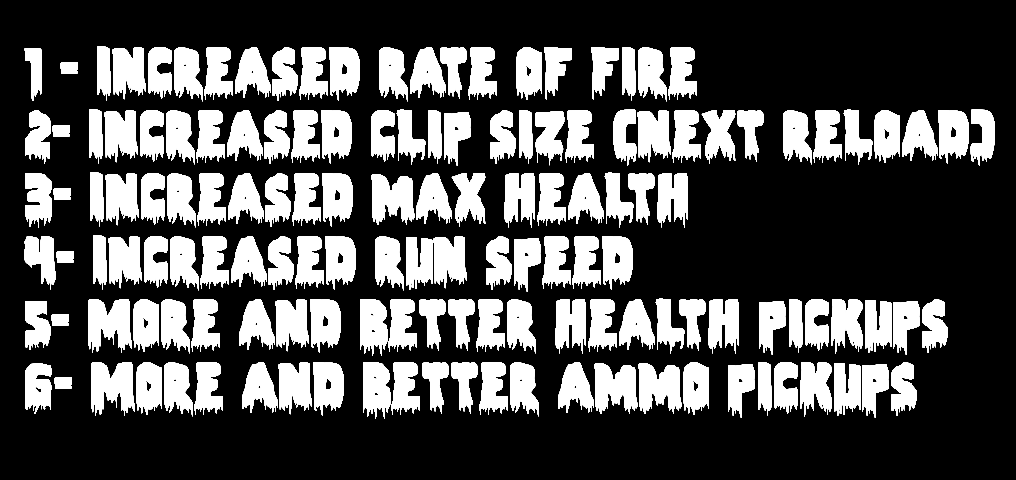 1 - INCREASED RATE OF FIRE
2- INCREASED CLIP SIZE (NEXT RELOAD)
3- INCREASED MAX HEALTH
4- INCREASED RUN SPEED
5- MORE AND BETTER HEALTH PICKUPS
6- MORE AND BETTER AMMO PICKUPS